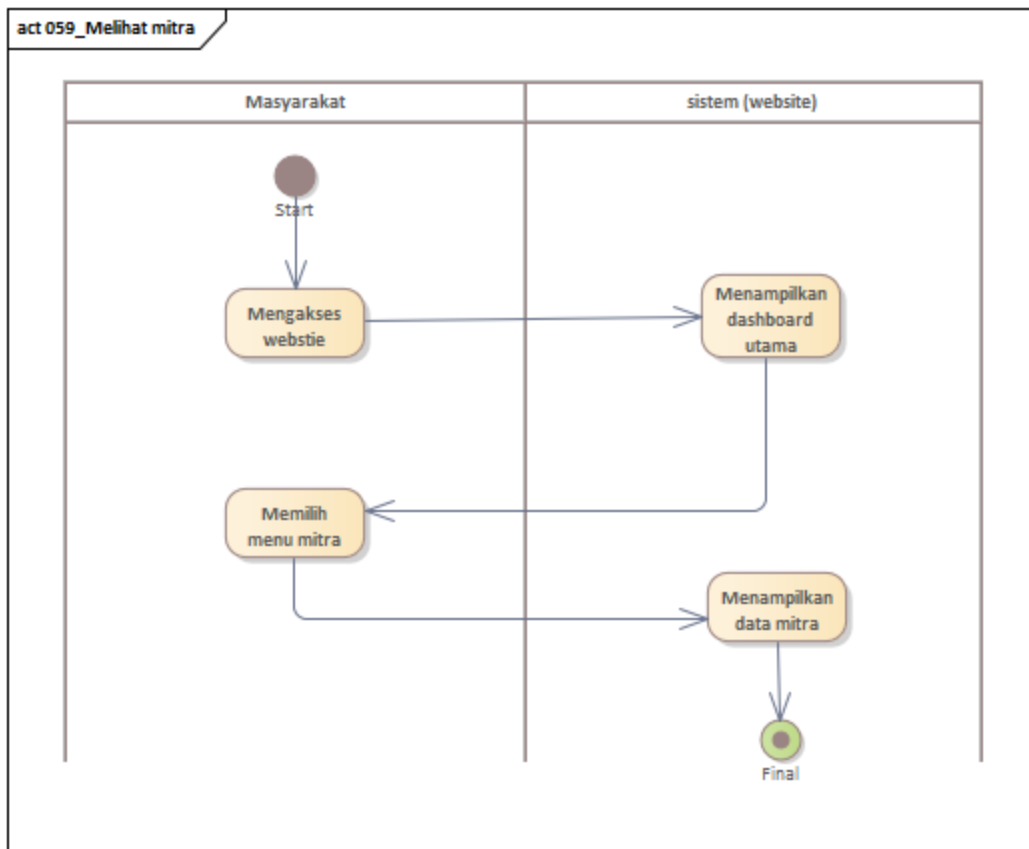 act 059_Melihat mitra
Masyarakat
sistem (website)
Start
Mengakses
webstie
Menampilkan
dashboard
utama
Memilih
menu mitra
Menampilkan
data mitra
Final